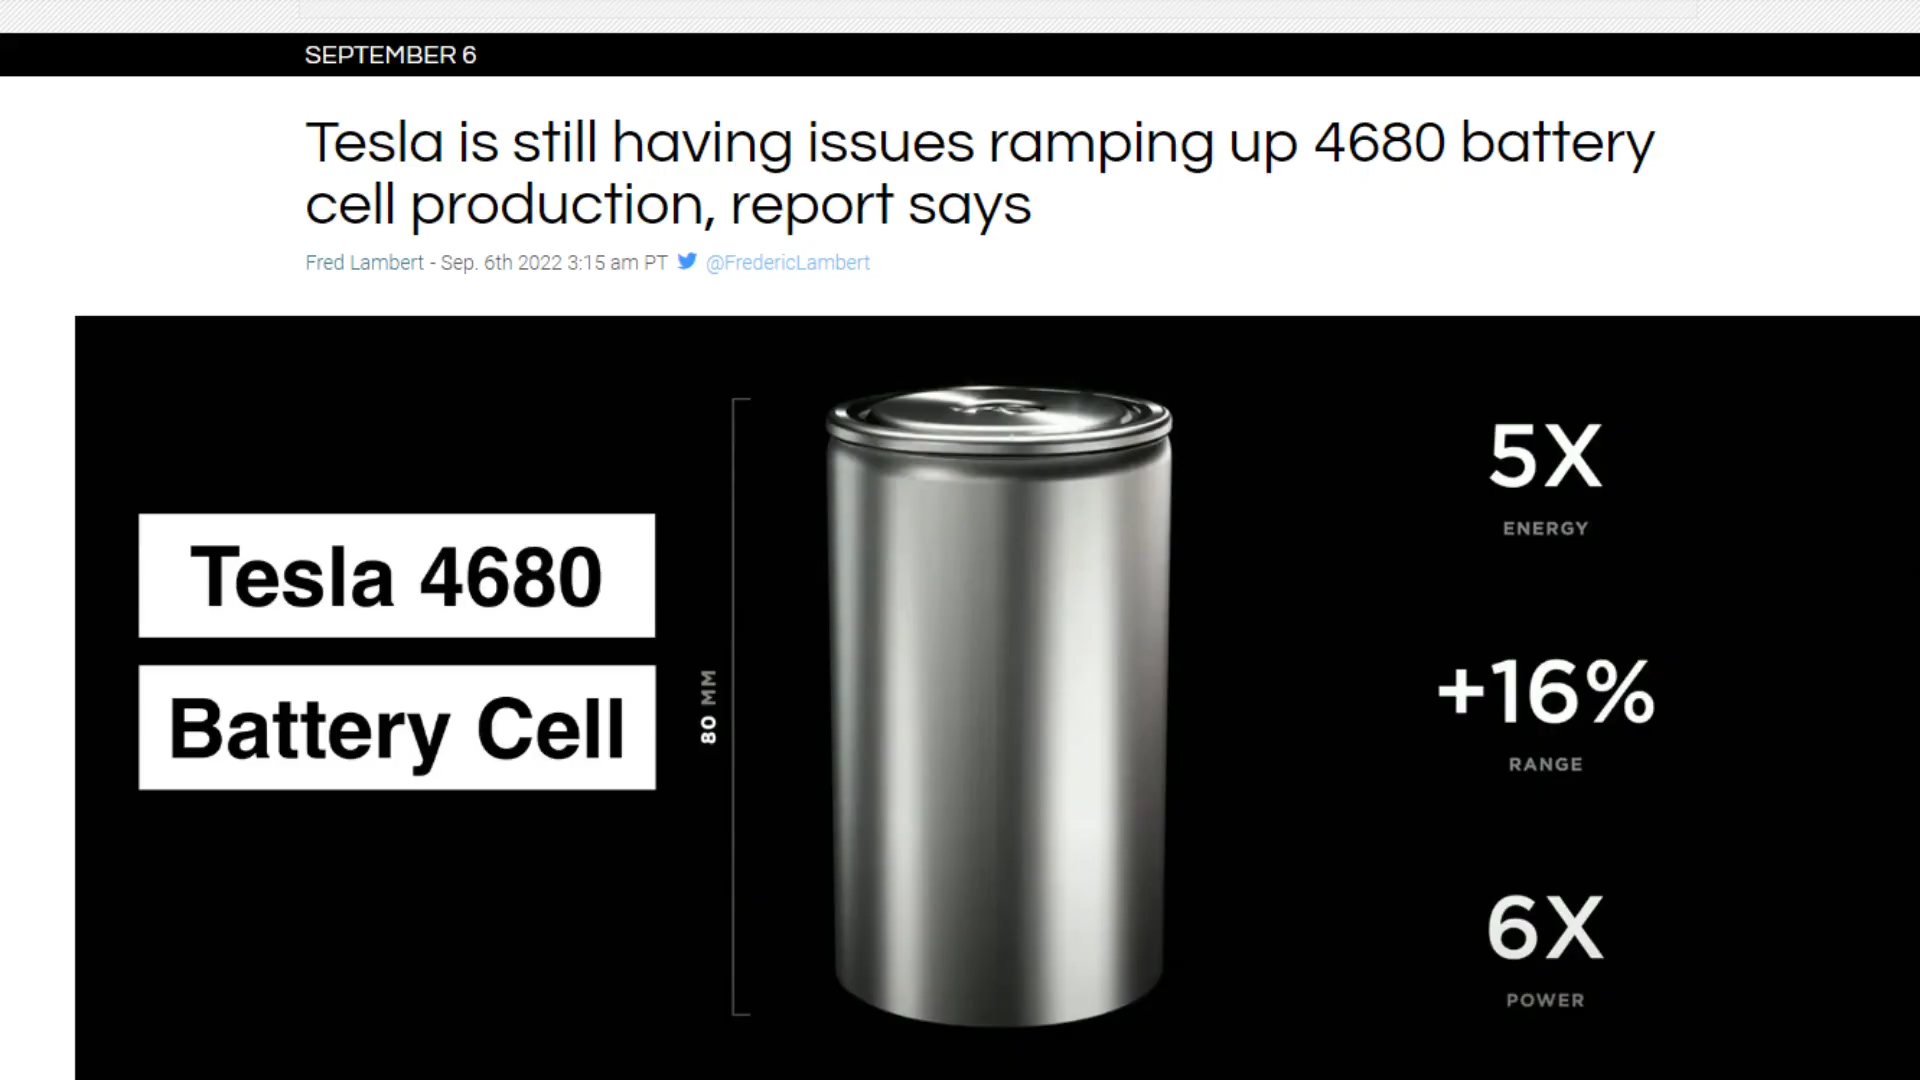 SEPTEMBER 6
Tesla is still having issues ramping up 4680 battery
cell production, report says
Fred Lambert - Sep. 6th 2022 3:15 am PT @FredericLambert
Tesla 4680
Battery Cell
80 MM
5X
ENERGY
+16%
RANGE
6X
POWER